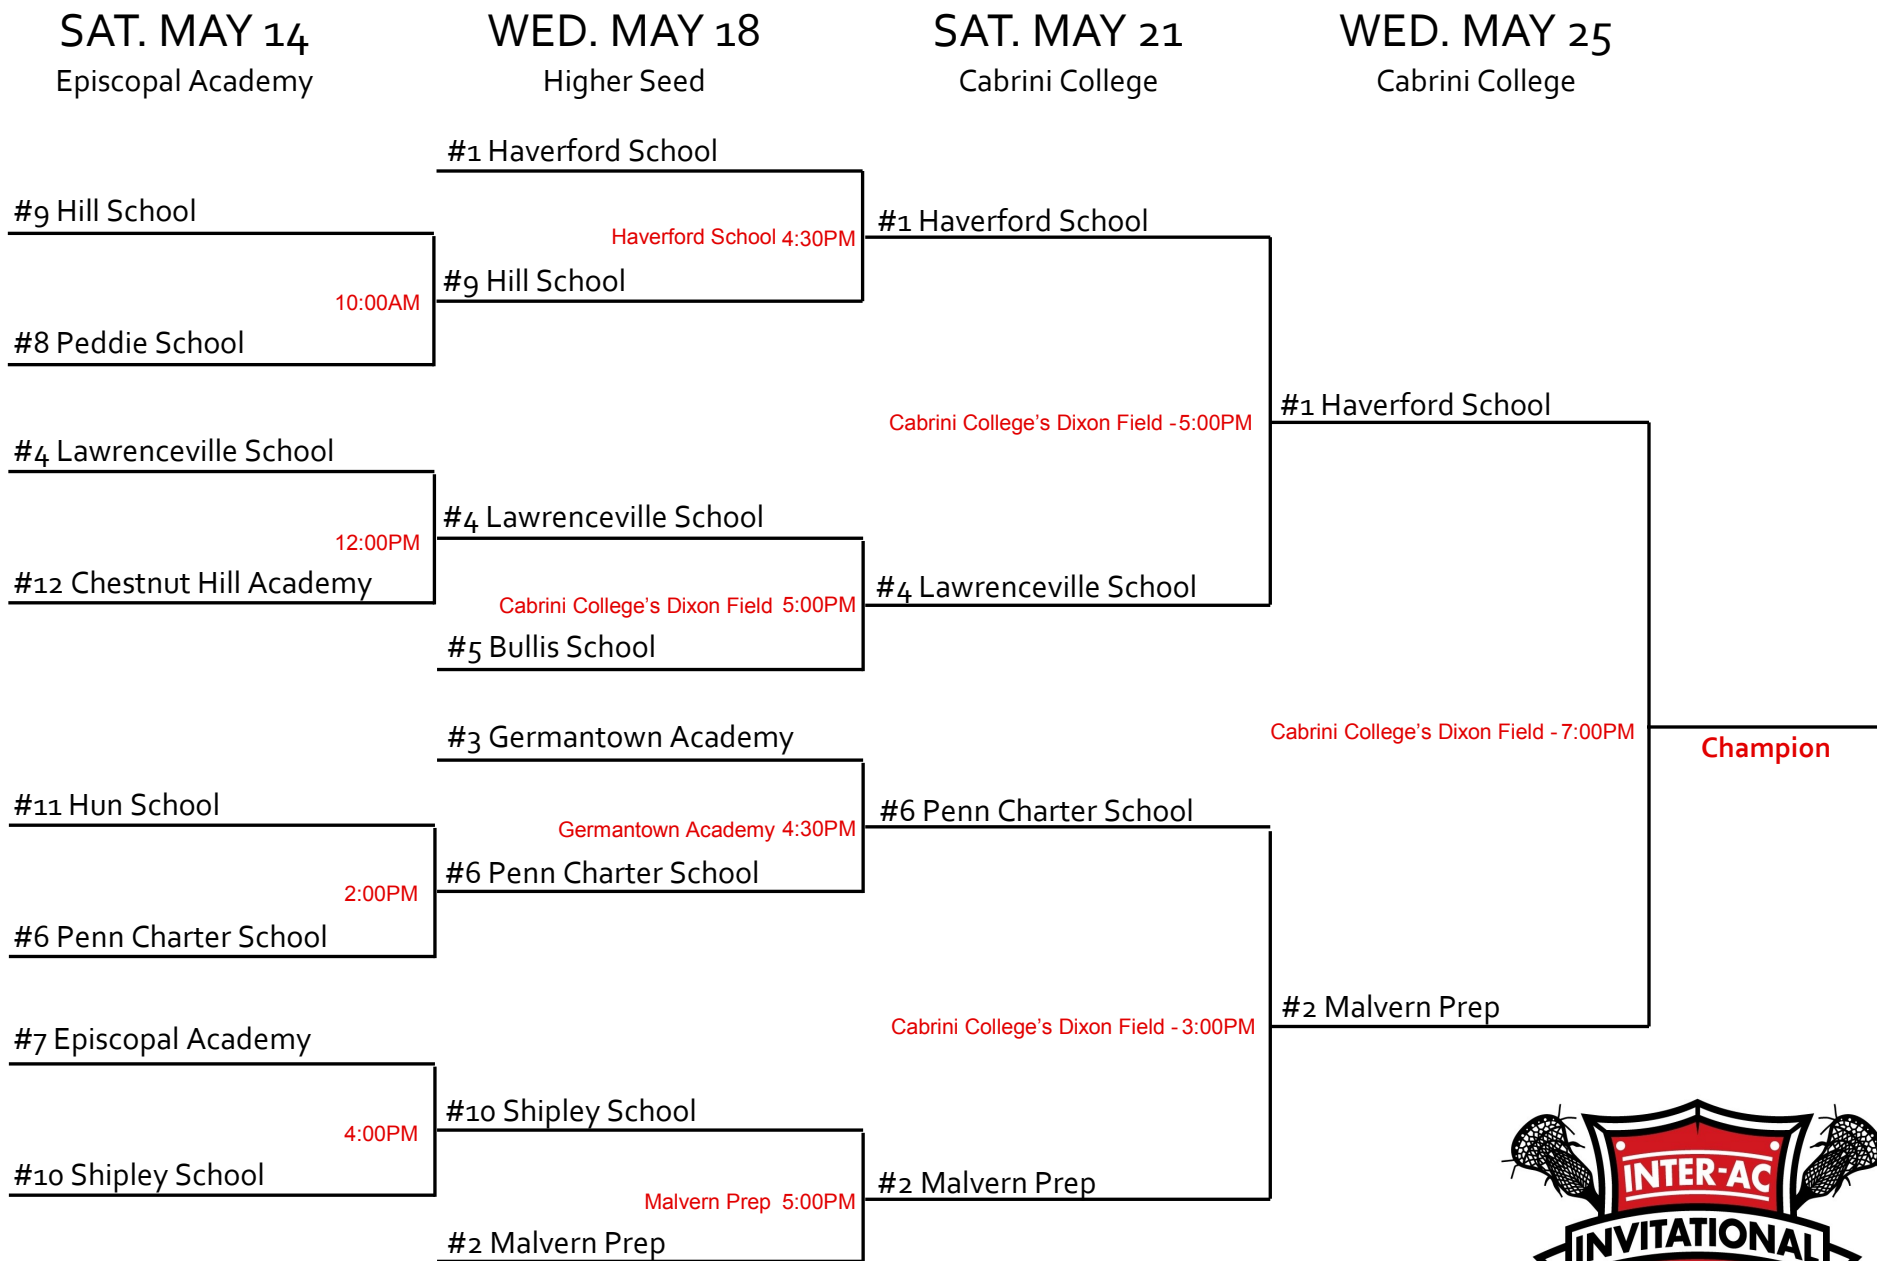 SAT. MAY 14
Episcopal Academy
WED. MAY 18
Higher Seed
SAT. MAY 21
Cabrini College
WED. MAY 25
Cabrini College
#9 Hill School
10:00AM
#8 Peddie School
#4 Lawrenceville School
12:00PM
#12 Chestnut Hill Academy
#11 Hun School
2:00PM
#6 Penn Charter School
#7 Episcopal Academy
4:00PM
#10 Shipley School
#1 Haverford School
Haverford School 4:30PM
#9 Hill School
#4 Lawrenceville School
Cabrini College's Dixon Field 5:00PM
#5 Bullis School
#3 Germantown Academy
Germantown Academy 4:30PM
#6 Penn Charter School
#10 Shipley School
Malvern Prep 5:00PM
#2 Malvern Prep
#1 Haverford School
Cabrini College's Dixon Field - 5:00PM
#4 Lawrenceville School
#6 Penn Charter School
Cabrini College's Dixon Field - 3:00PM
#2 Malvern Prep
#1 Haverford School
Cabrini College's Dixon Field - 7:00PM
#2 Malvern Prep
Champion
INTER-AC
INVITATIONAL